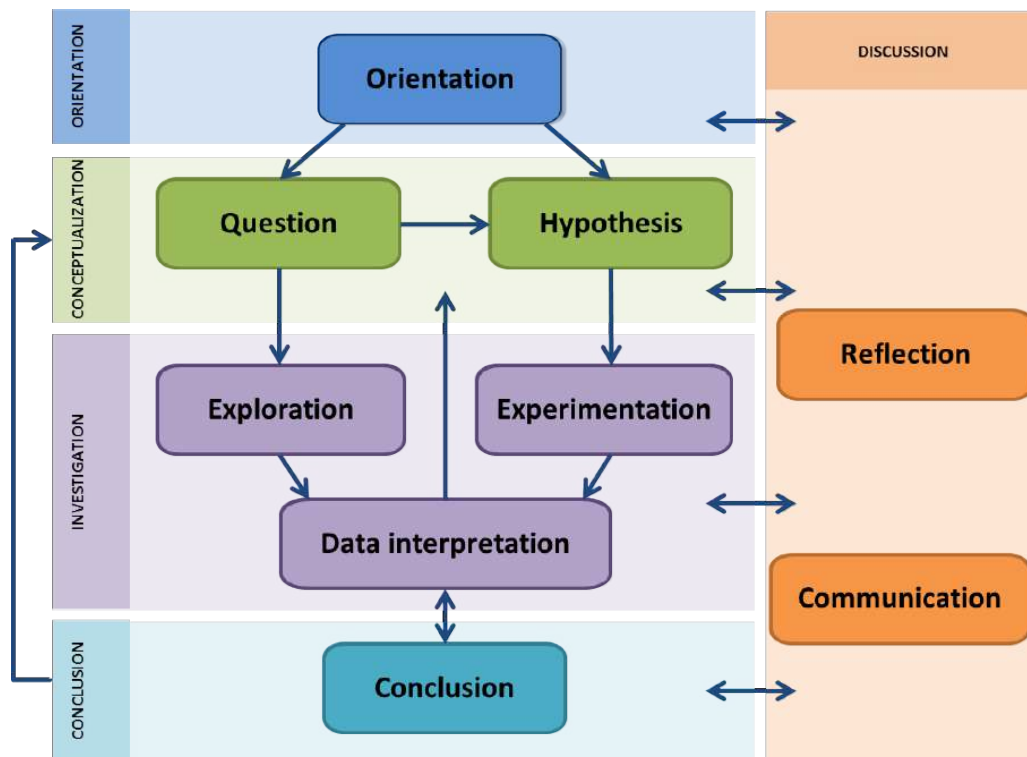 ORIENTATION
Orientation
DISCUSSION
CONCEPTUALIZATION
Question
Hypothesis
Reflection
INVESTIGATION
Exploration
Experimentation
Data interpretation
Communication
CONCLUSION
Conclusion